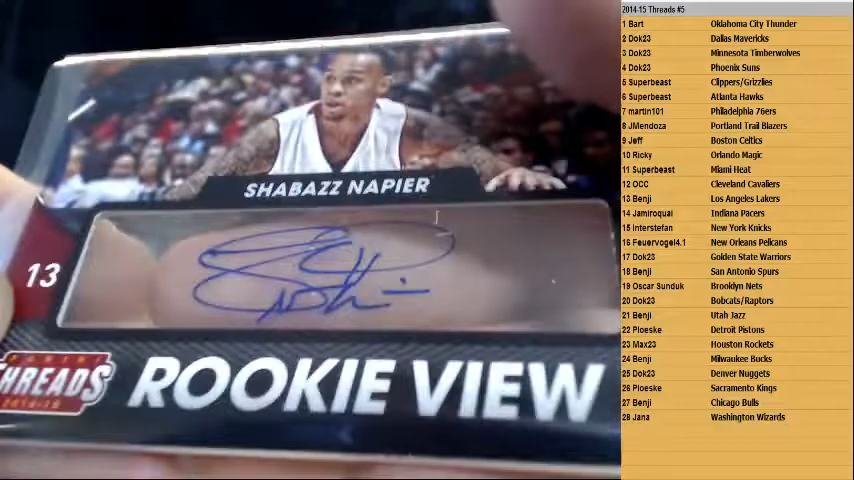 SHABAZZ NAPIER
13
PANINI
THREADS
2014-15
ROOKIE VIEW
2014-15 Threads #5
1 Bart Oklahoma City Thunder
2 Dok23 Dallas Mavericks
3 Dok23 Minnesota Timberwolves
4 Dok23 Phoenix Suns
5 Superbeast Clippers/Grizzlies
6 Superbeast Atlanta Hawks
7 martin101 Philadelphia 76ers
8 JMendoza Portland Trail Blazers
9 Jeff Boston Celtics
10 Ricky Orlando Magic
11 Superbeast Miami Heat
12 OCC Cleveland Cavaliers
13 Benji Los Angeles Lakers
14 Jamiroquai Indiana Pacers
15 Interstefan New York Knicks
16 Feuervogel4.1 New Orleans Pelicans
17 Dok23 Golden State Warriors
18 Benji San Antonio Spurs
19 Oscar Sunduk Brooklyn Nets
20 Dok23 Bobcats/Raptors
21 Benji Utah Jazz
22 Ploeske Detroit Pistons
23 Max23 Houston Rockets
24 Benji Milwaukee Bucks
25 Dok23 Denver Nuggets
26 Ploeske Sacramento Kings
27 Benji Chicago Bulls
28 Jana Washington Wizards